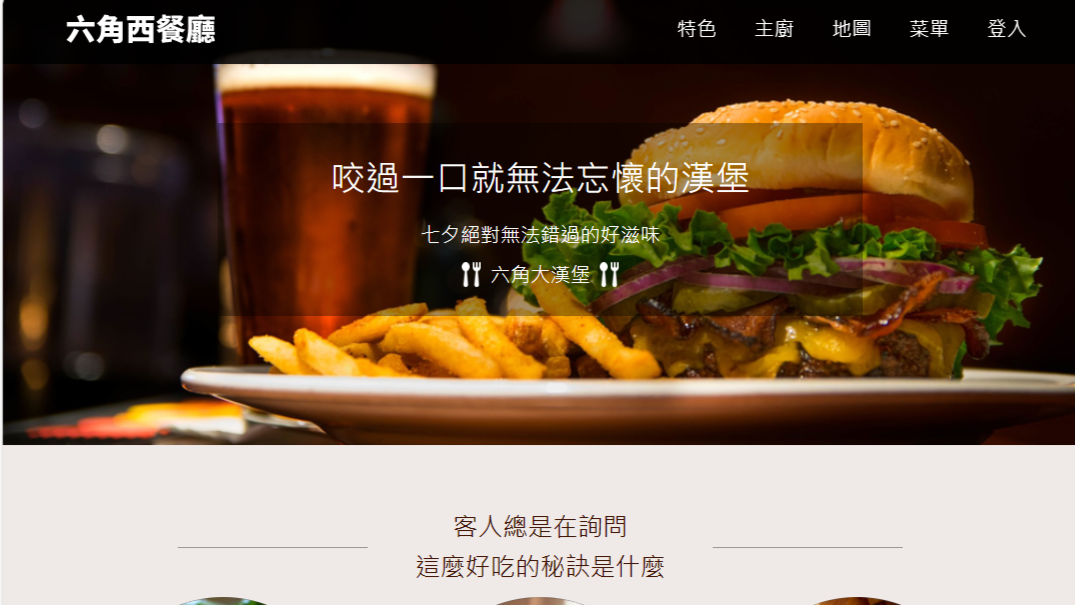 六角西餐廳
特色 主廚 地圖 菜單 登入
咬過一口就無法忘懷的漢堡
七夕絕對無法錯過的好滋味
六角大漢堡
客人總是在詢問
這麼好吃的秘訣是什麼